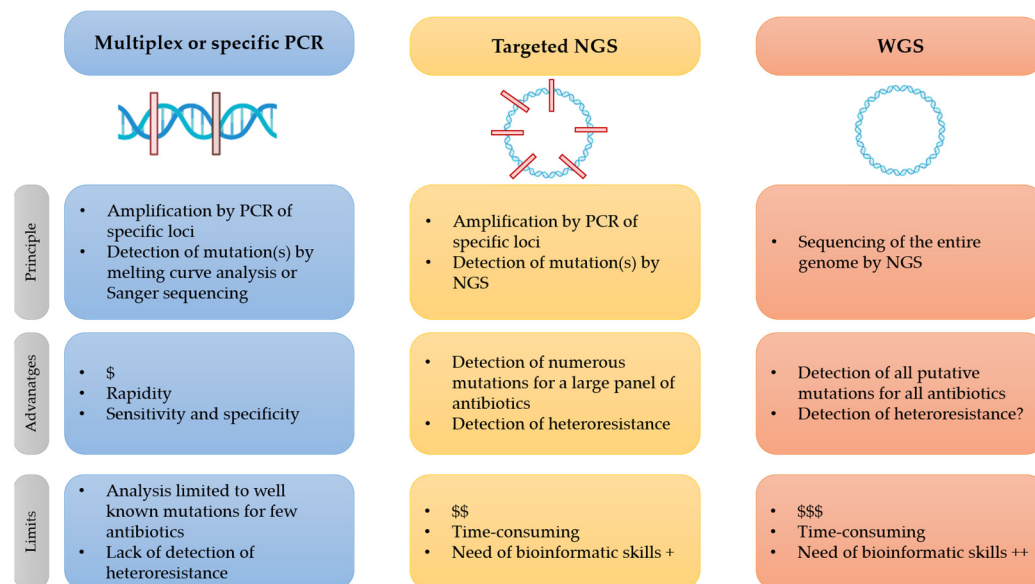 Multiplex or specific PCR
Targeted NGS
WGS
Principle
• Amplification by PCR of
specific loci
• Detection of mutation(s) by
melting curve analysis or
Sanger sequencing
• Amplification by PCR of
specific loci
• Detection of mutation(s) by
NGS
• Sequencing of the entire
genome by NGS
Advanatges
• $
• Rapidity
• Sensitivity and specificity
• Detection of numerous
mutations for a large panel of
antibiotics
• Detection of heteroresistance
• Detection of all putative
mutations for all antibiotics
• Detection of heteroresistance?
Limits
• Analysis limited to well
known mutations for few
antibiotics
• Lack of detection of
heteroresistance
• $$
• Time-consuming
• Need of bioinformatic skills +
• $$$
• Time-consuming
• Need of bioinformatic skills ++